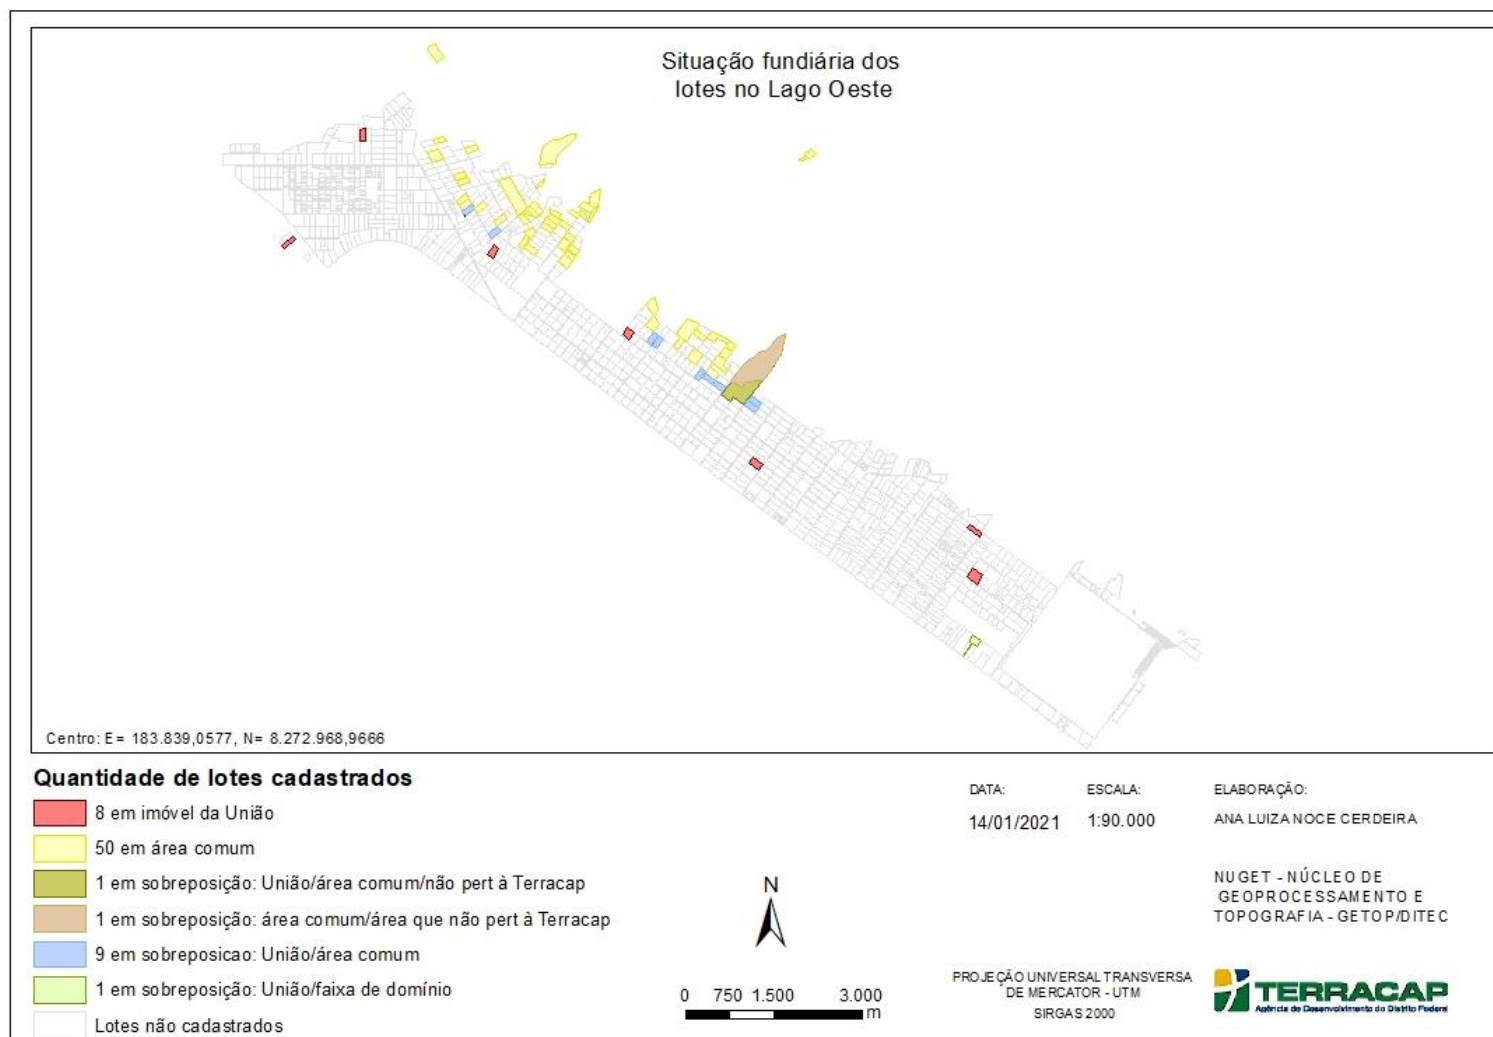 Situação fundiária dos
lotes no Lago Oeste
Centro: E= 183.839,0577, N= 8.272.968,9666
Quantidade de lotes cadastrados
8 em imóvel da União
50 em área comum
1 em sobreposição: União/área comum/não pert à Terracap
1 em sobreposição: área comum/área que não pert à Terracap
9 em sobreposicao: União/área comum
1 em sobreposição: União/faixa de domínio
Lotes não cadastrados
N
0 750 1.500 3.000
m
DATA:
14/01/2021
ESCALA:
1:90.000
ELABORAÇÃO:
ANA LUIZA NOCE CERDEIRA
NUGET - NÚCLEO DE
GEOPROCESSAMENTO E
TOPOGRAFIA - GETOP/DITEC
PROJEÇÃO UNIVERSAL TRANSVERSA
DE MERCATOR - UTM
SIRGAS 2000
TERRACAP
Agência de Desenvolvimento do Distrito Federal